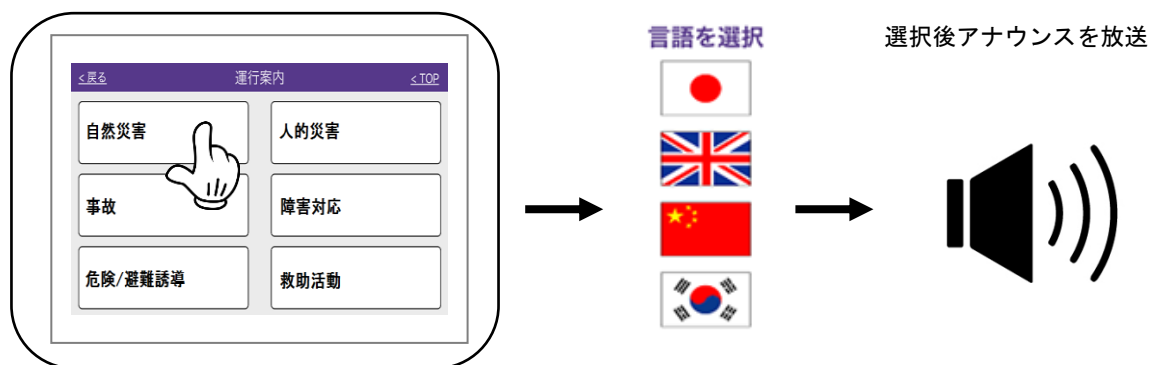 言語を選択
選択後アナウンスを放送
<戻る
運行案内
<TOP
自然災害
人的災害
事故
障害対応
危険/避難誘導
救助活動